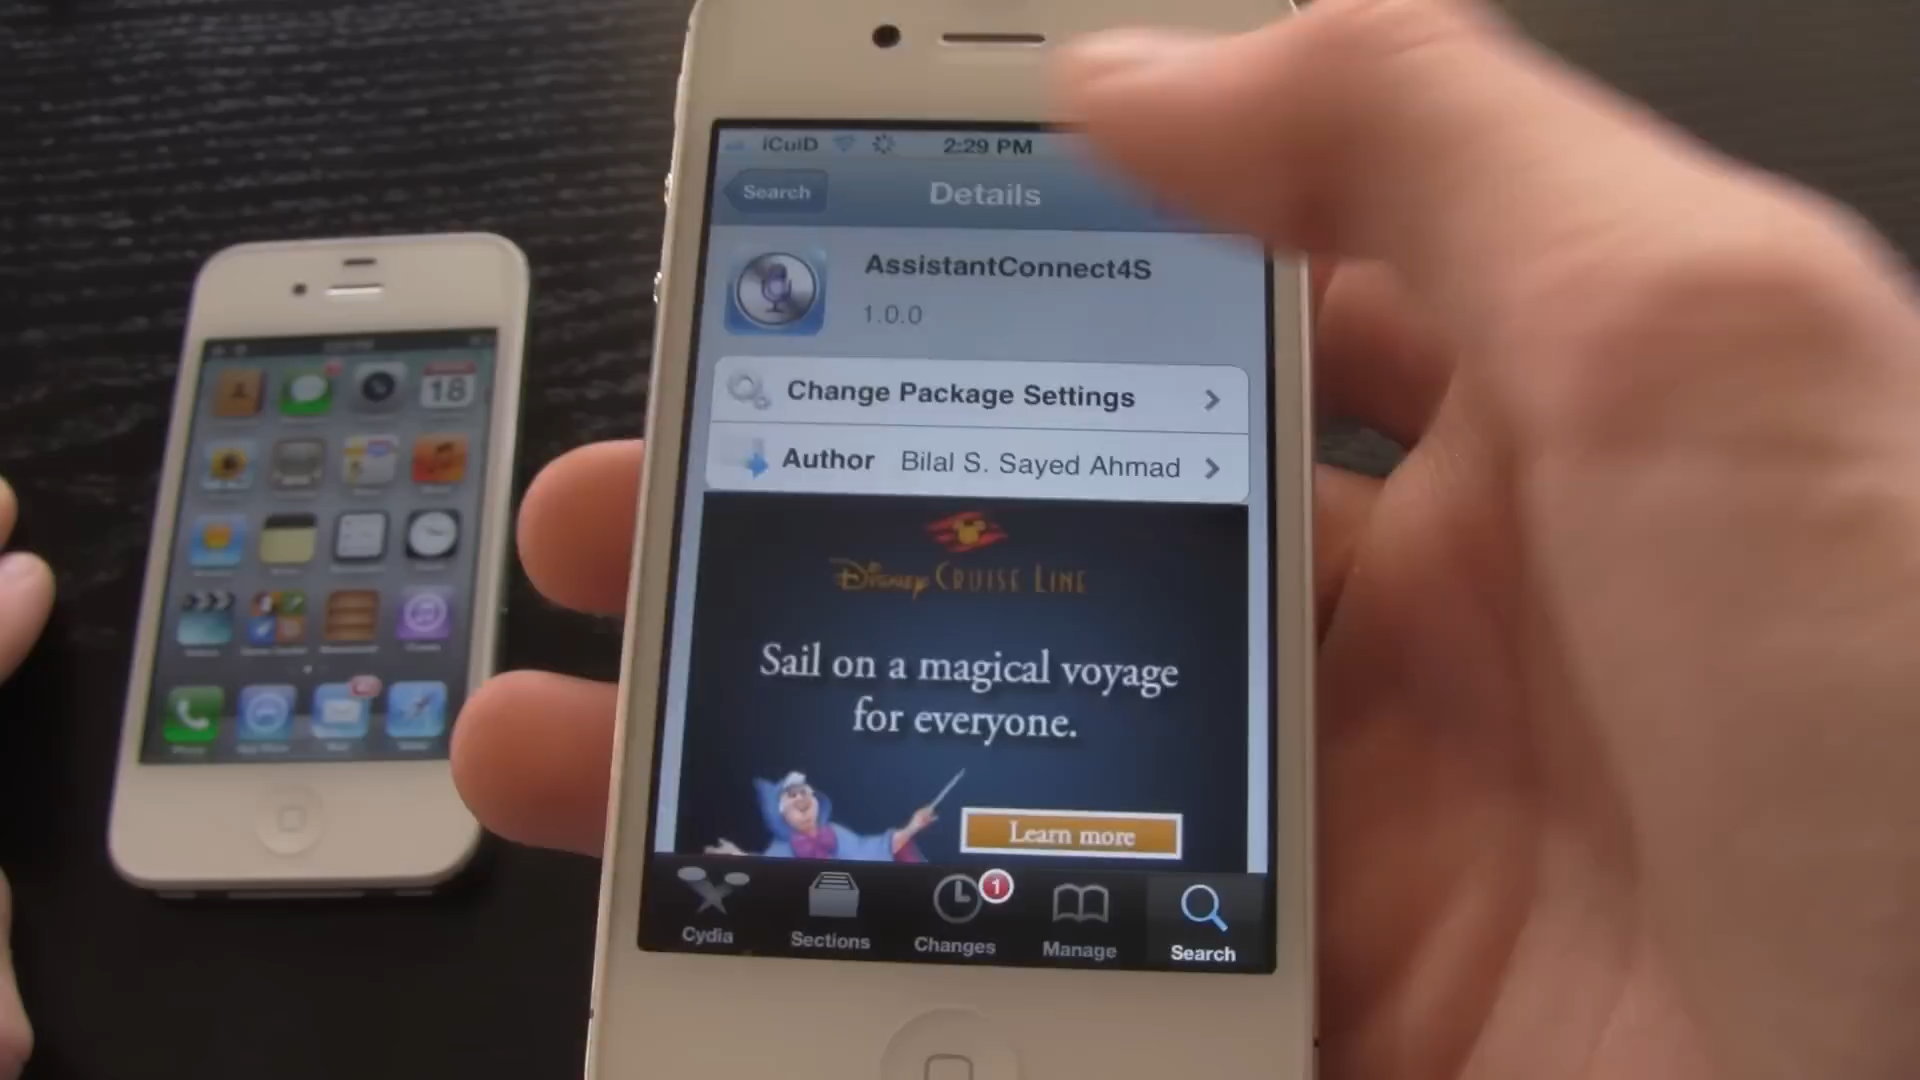 iCuiD 2:29 PM
Search
Details
AssistantConnect4S
1.0.0
Change Package Settings
Author Bilal S. Sayed Ahmad
Disney CRUISE LINE
Sail on a magical voyage
for everyone.
Learn more
1
Cydia Sections Changes Manage Search
18